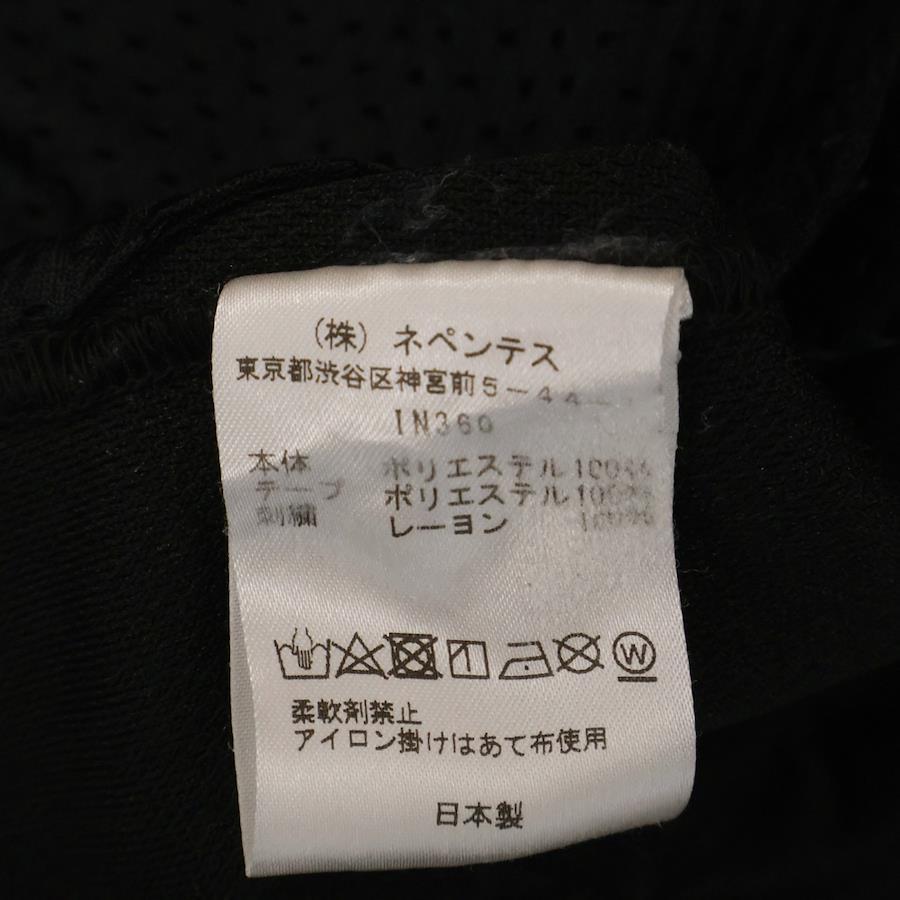 (株) ネペンテス
東京都渋谷区神宮前5-44-
IN360
本体 ポリエステル100%
テープ ポリエステル100%
刺繍 レーヨン 100%
W
柔軟剤禁止
アイロン掛けはあて布使用
日本製